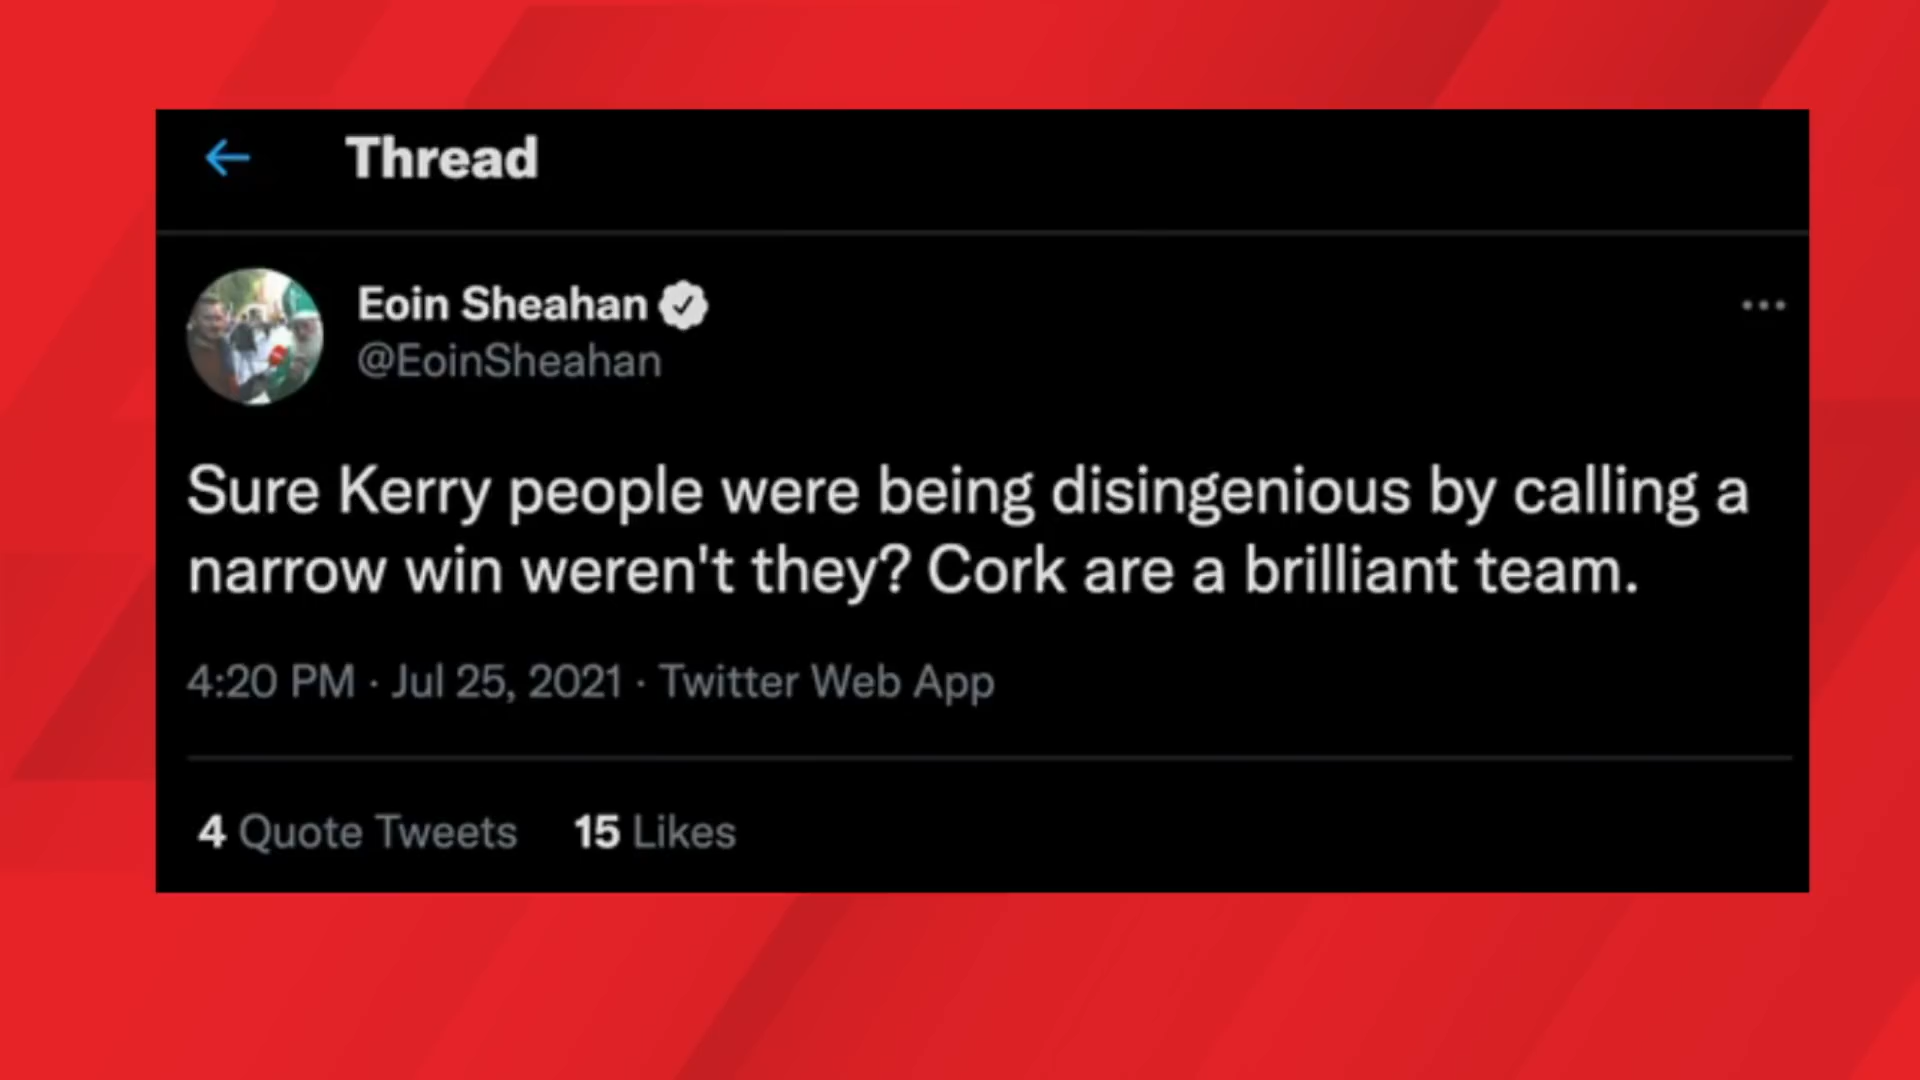 Thread
Eoin Sheahan
@EoinSheahan
Sure Kerry people were being disingenious by calling a
narrow win weren't they? Cork are a brilliant team.
4:20 PM · Jul 25, 2021 · Twitter Web App
4 Quote Tweets 15 Likes